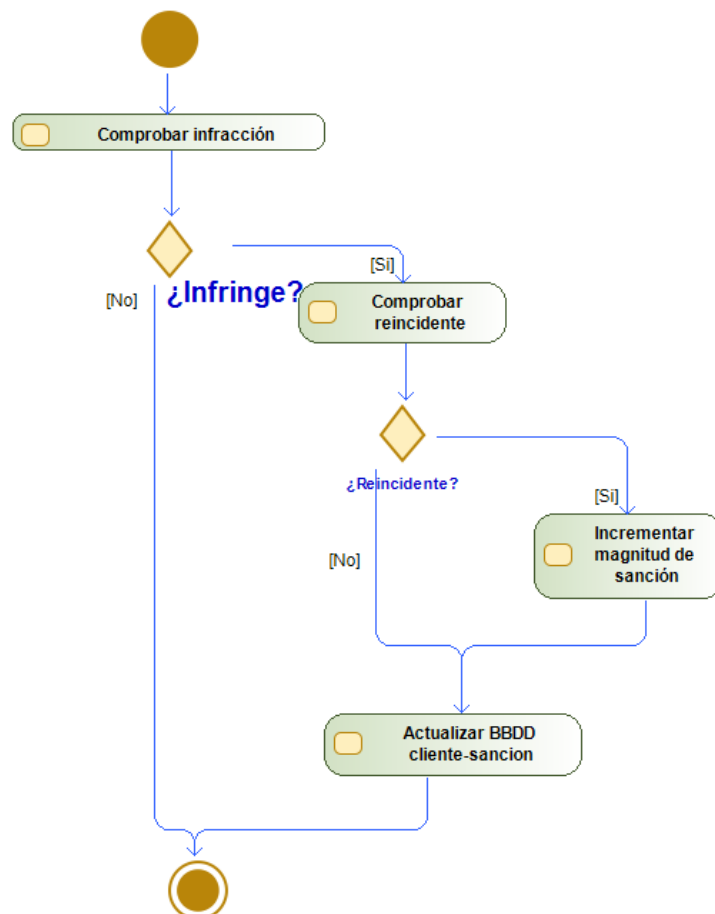 Comprobar infracción
[Si]
[No]
¿Infringe?
Comprobar
reincidente
¿Reincidente?
[Si]
Incrementar
magnitud de
sanción
[No]
Actualizar BBDD
cliente-sancion